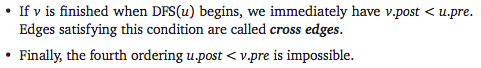 • If v is finished when DFS(u) begins, we immediately have v.post < u.pre.
Edges satisfying this condition are called cross edges.
• Finally, the fourth ordering u.post < v.pre is impossible.